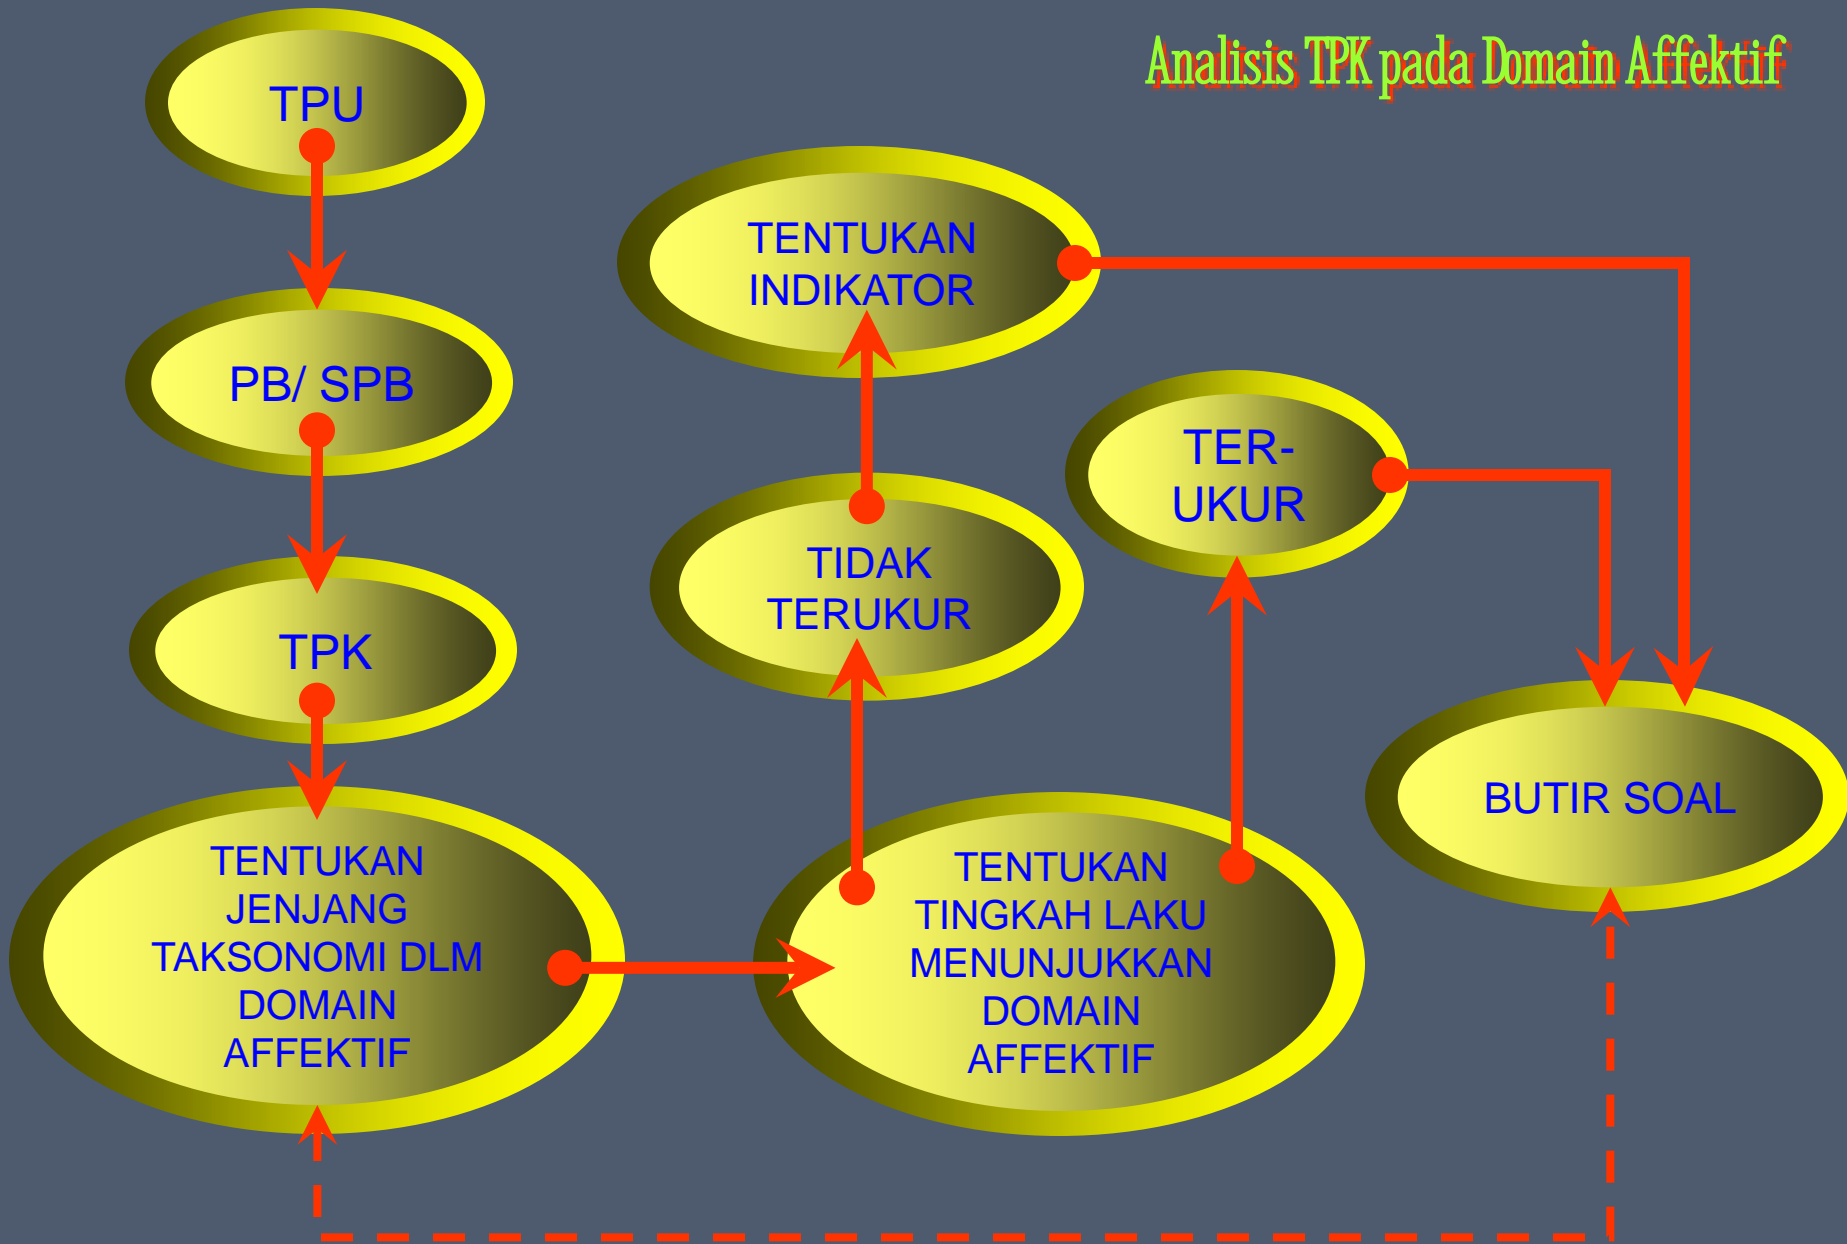 Analisis TPK pada Domain Affektif
TPU
PB/ SPB
TPK
TENTUKAN
JENJANG
TAKSONOMI DLM
DOMAIN
AFFEKTIF
TENTUKAN
TINGKAH LAKU
MENUNJUKKAN
DOMAIN
AFFEKTIF
TIDAK
TERUKUR
TENTUKAN
INDIKATOR
TER-
UKUR
BUTIR SOAL